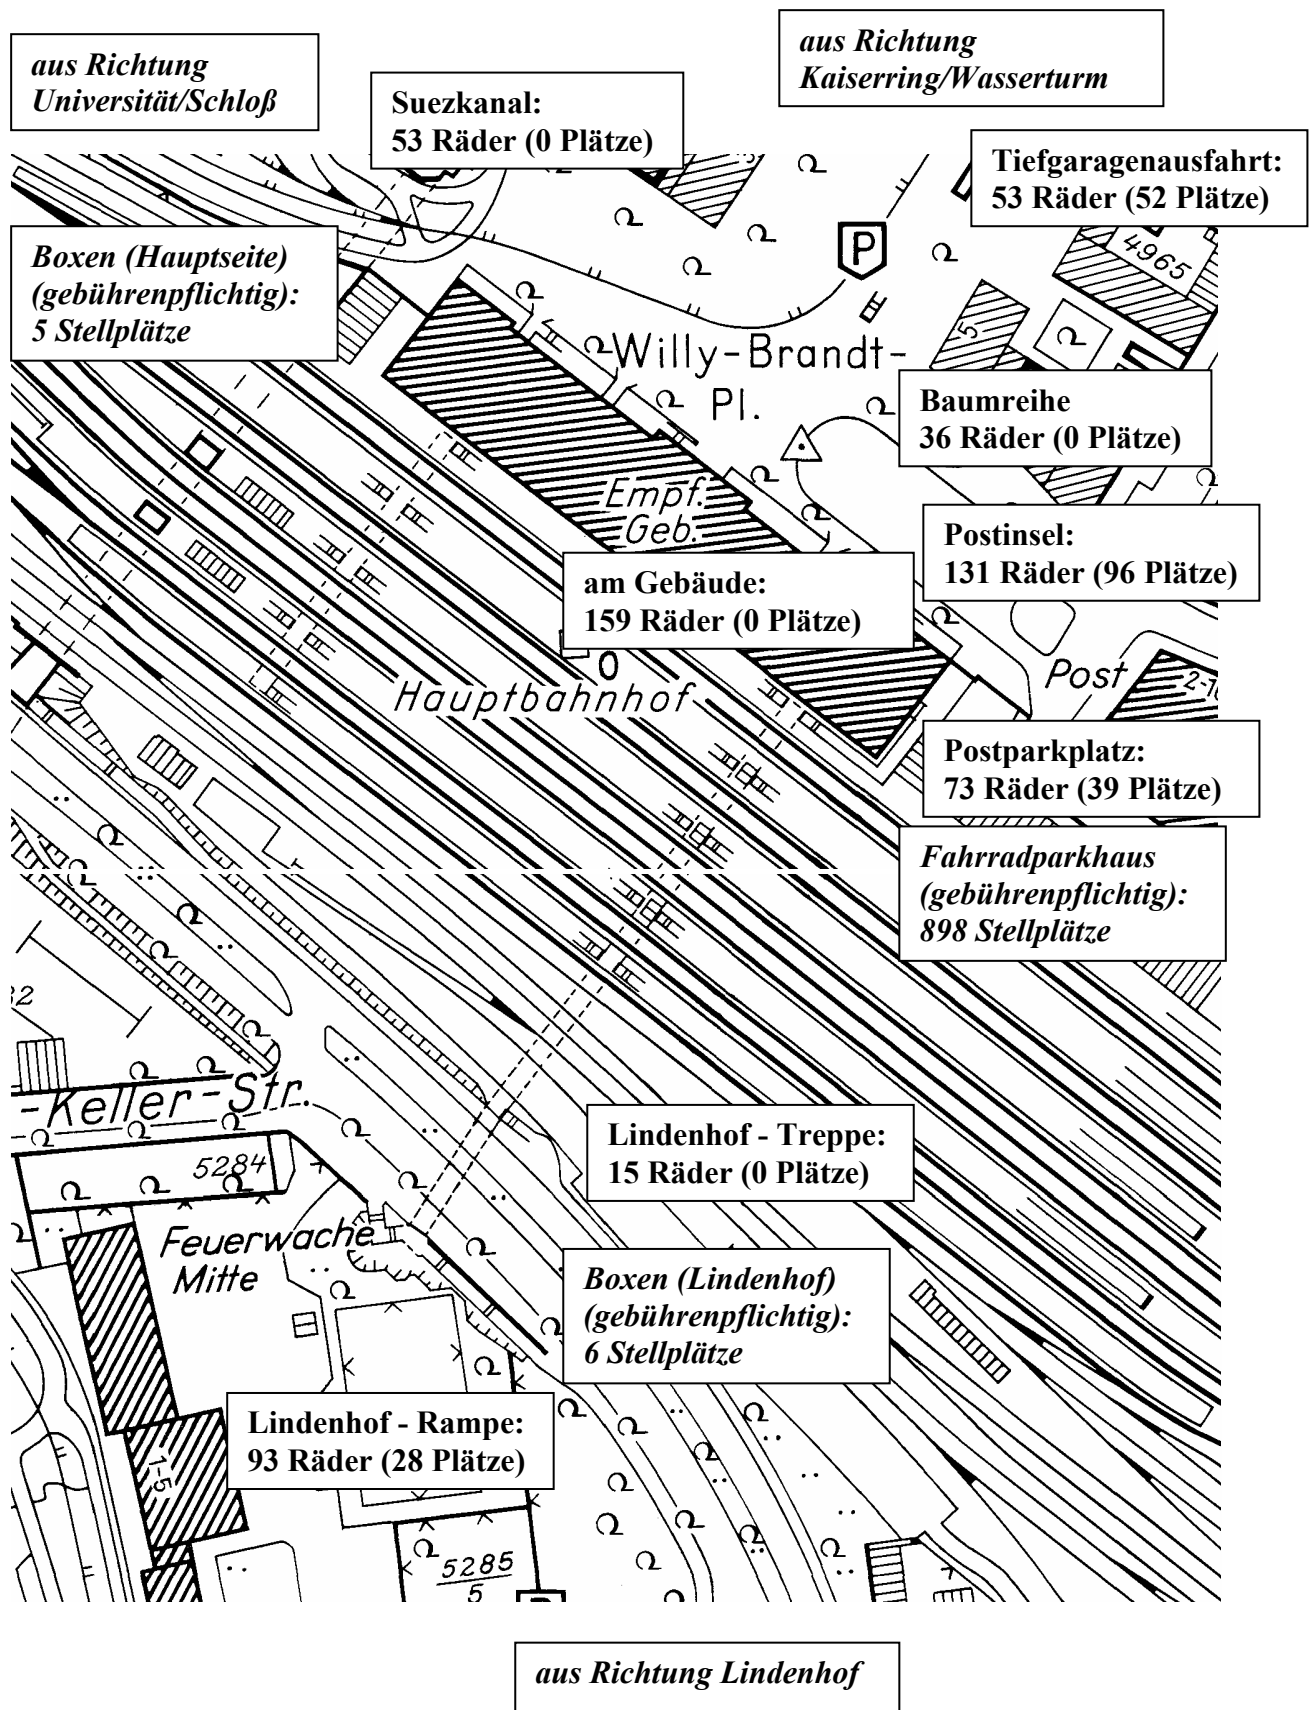 aus Richtung
Universität/Schloß
aus Richtung
Kaiserring/Wasserturm
Suezkanal:
53 Räder (0 Plätze)
Tiefgaragenausfahrt:
53 Räder (52 Plätze)
P
4965
Boxen (Hauptseite)
(gebührenpflichtig):
5 Stellplätze
5
Willy-Brandt-
Pl.
Baumreihe
36 Räder (0 Plätze)
Empf.
Geb.
Postinsel:
131 Räder (96 Plätze)
am Gebäude:
159 Räder (0 Plätze)
Hauptbahnhof
Post
Postparkplatz:
73 Räder (39 Plätze)
Fahrradparkhaus
(gebührenpflichtig):
898 Stellplätze
-Keller-Str.
5284
Lindenhof - Treppe:
15 Räder (0 Plätze)
Feuerwache
Mitte
Boxen (Lindenhof)
(gebührenpflichtig):
6 Stellplätze
Lindenhof - Rampe:
93 Räder (28 Plätze)
1-5
5285
5
aus Richtung Lindenhof